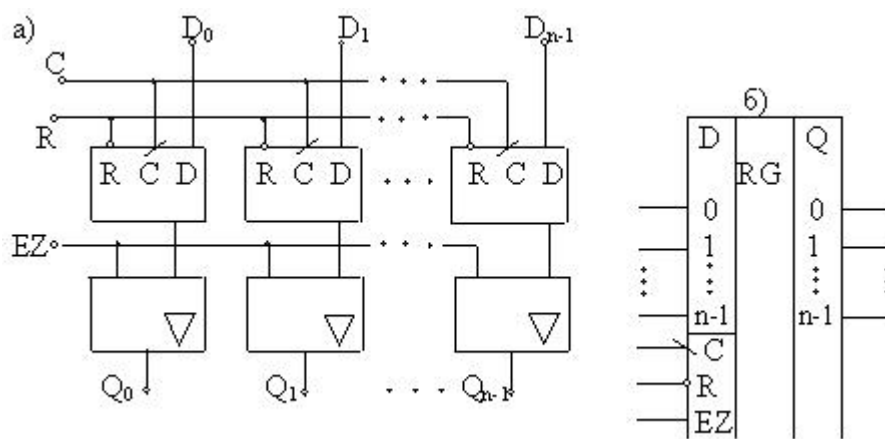 а) D₀ D₁ Dₙ₋₁
C
R
R C D R C D R C D
EZ
Q₀ Q₁ Qₙ₋₁
б)
D RG Q
0 0
1 1
n-1 n-1
C
R
EZ